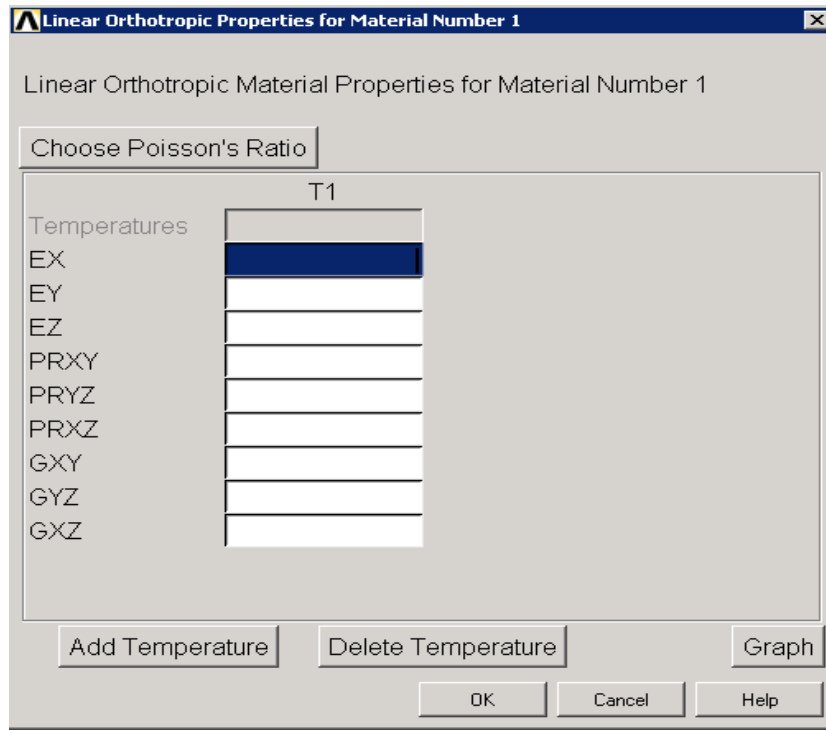 Linear Orthotropic Properties for Material Number 1
Linear Orthotropic Material Properties for Material Number 1
Choose Poisson's Ratio
T1
Temperatures
EX
EY
EZ
PRXY
PRYZ
PRXZ
GXY
GYZ
GXZ
Add Temperature Delete Temperature Graph
OK Cancel Help